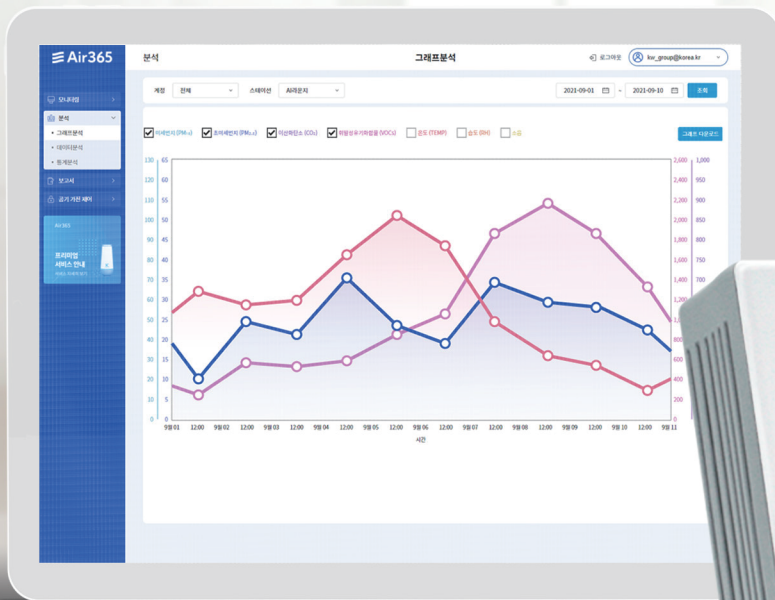 Air365
분석
그래프분석
로그아웃
kw_group@korea.kr
모니터링
분석
그래프분석
데이터분석
통계분석
보고서
공기 가전 제어
Air365
프리미엄
서비스 안내
계정
전체
스테이션
AI라운지
2021-09-01
-
2021-09-10
조회
초미세먼지 (PM₂.₅)
이산화탄소 (CO₂)
휘발성유기화합물 (VOCs)
온도 (TEMP)
습도 (RH)
소음
그래프 다운로드
130 65 2,600 1,000
120 60 2,400 950
110 55 2,200 900
100 50 2,000 850
90 45 1,800 800
80 40 1,600 750
70 35 1,400 700
60 30 1,200
50 25
40 20 800
30 15 600
20 10 400
10 5 200
0 0 0
9월 01 12:00 9월 02 12:00 9월 03 12:00 9월 04 12:00 9월 05 12:00 9월 06 12:00 9월 07 12:00 9월 08 12:00 9월 09 12:00 9월 10 12:00 9월 11
시간